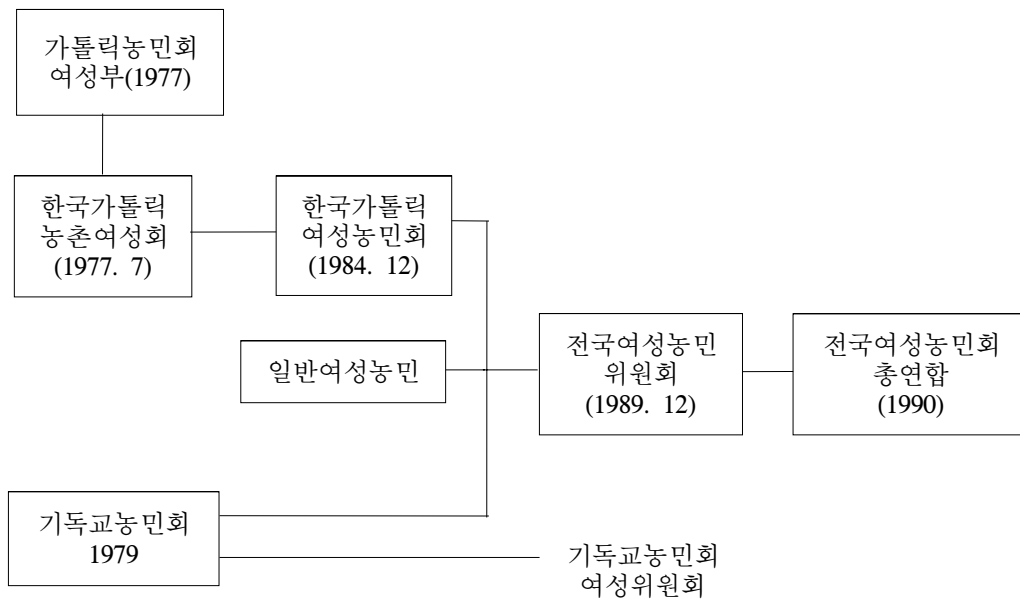 가톨릭농민회
여성부(1977)
한국가톨릭
농촌여성회
(1977. 7)
한국가톨릭
여성농민회
(1984. 12)
일반여성농민
전국여성농민
위원회
(1989. 12)
전국여성농민회
총연합
(1990)
기독교농민회
1979
기독교농민회
여성위원회